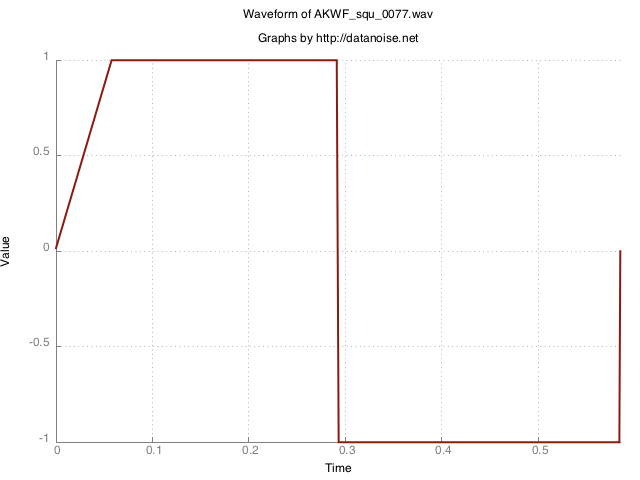 Waveform of AKWF_squ_0077.wav
Graphs by http://datanoise.net
1
0.5
0
-0.5
-1
Value
0 0.1 0.2 0.3 0.4 0.5
Time